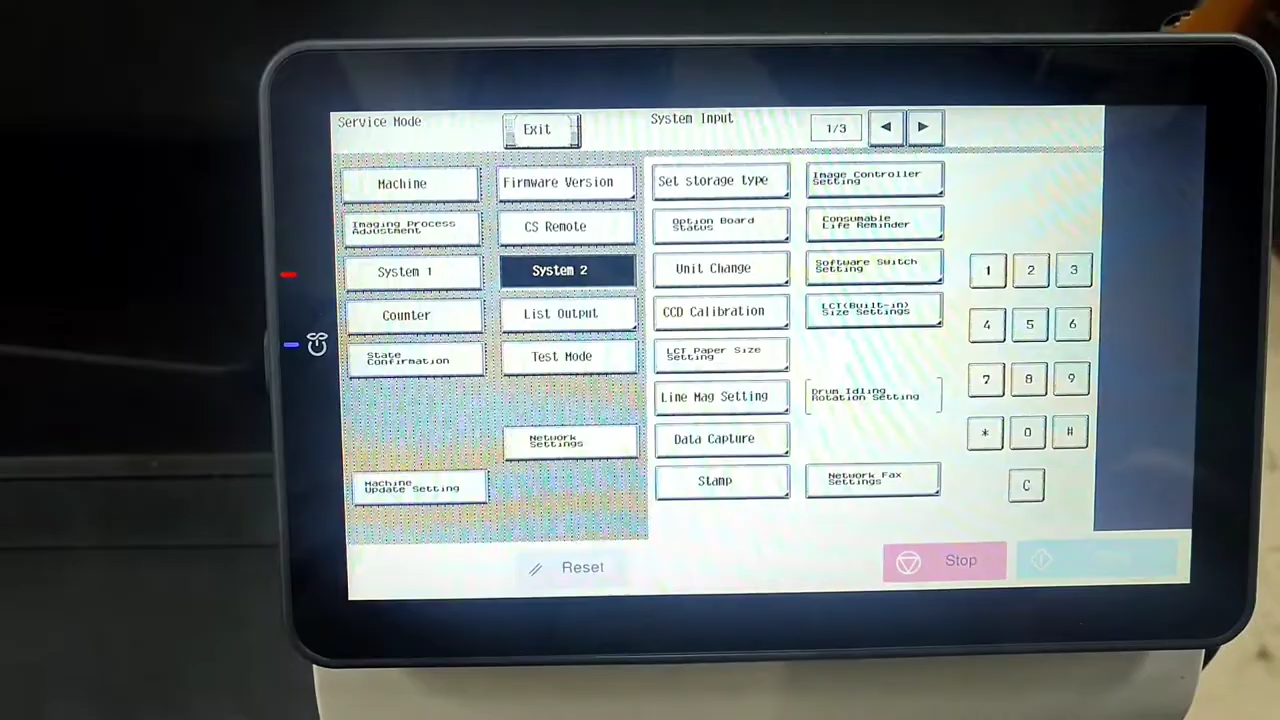 Service Mode
Exit
System Input
1/3
Machine
Firmware Version
Imaging Process
Adjustment
CS Remote
System 1
System 2
Counter
List Output
State
Confirmation
Test Mode
Network
Settings
Machine
Update Setting
Set storage type
Image Controller
Setting
Option Board
Status
Consumable
Life Reminder
Unit Change
Software Switch
Setting
CCD Calibration
LCT(Built-in)
Size Settings
LCT Paper Size
Setting
Line Mag Setting
Drum Idling
Rotation Setting
Data Capture
Stamp
Network Fax
Settings
1 2 3
4 5 6
7 8 9
* 0 #
C
Reset
Stop